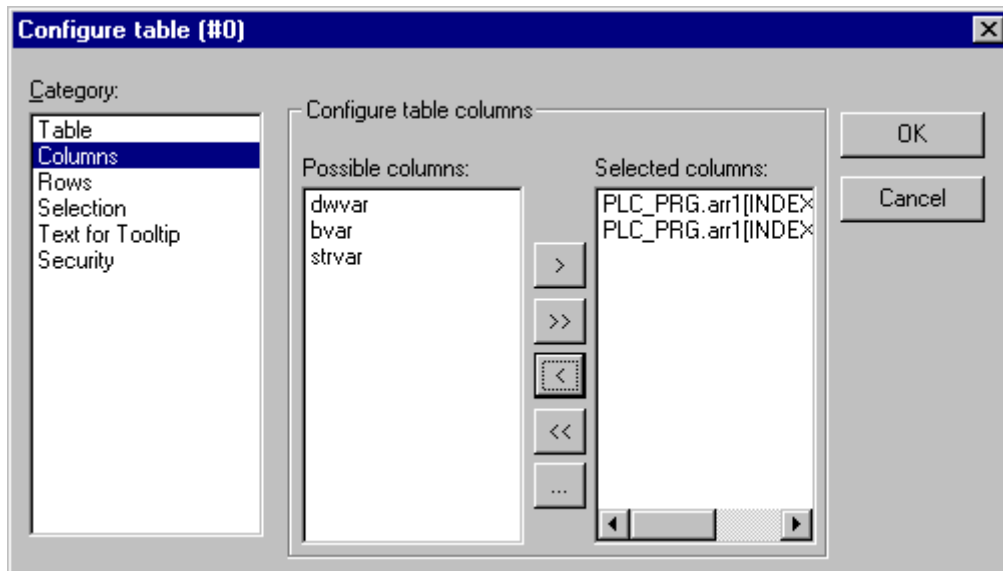 Configure table (#0)
Category:
Table
Columns
Rows
Selection
Text for Tooltip
Security
Configure table columns
Possible columns:
dwvar
bvar
strvar
>
>>
<
<<
...
Selected columns:
PLC_PRG.arr1[INDEX
PLC_PRG.arr1[INDEX
OK
Cancel